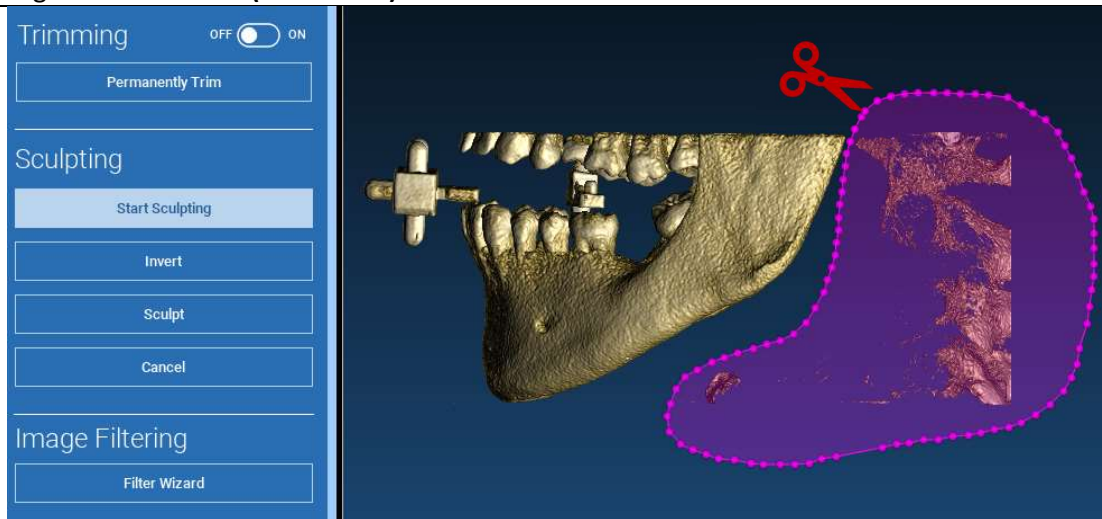 Trimming OFF ON
Permanently Trim
Sculpting
Start Sculpting
Invert
Sculpt
Cancel
Image Filtering
Filter Wizard